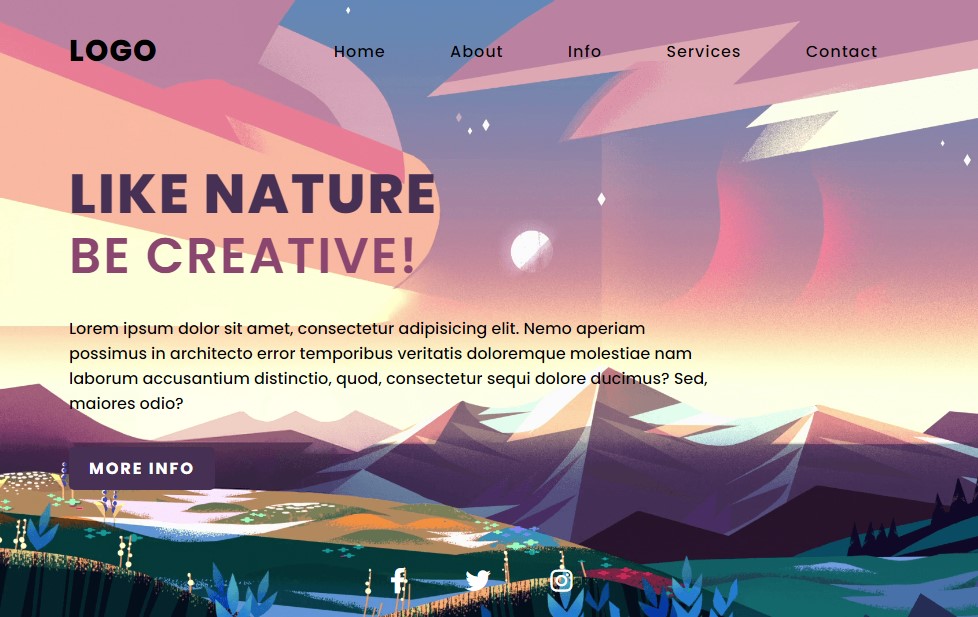 LOGO Home About Info Services Contact
LIKE NATURE
BE CREATIVE!
Lorem ipsum dolor sit amet, consectetur adipisicing elit. Nemo aperiam
possimus in architecto error temporibus veritatis doloremque molestiae nam
laborum accusantium distinctio, quod, consectetur sequi dolore ducimus? Sed,
maiores odio?
MORE INFO